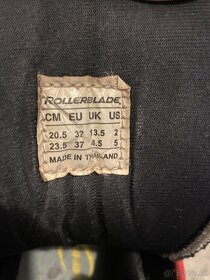 ROLLERBLADE
CM EU UK US
20.5 32 13.5 2
23.5 37 4.5 5
MADE IN THAILAND